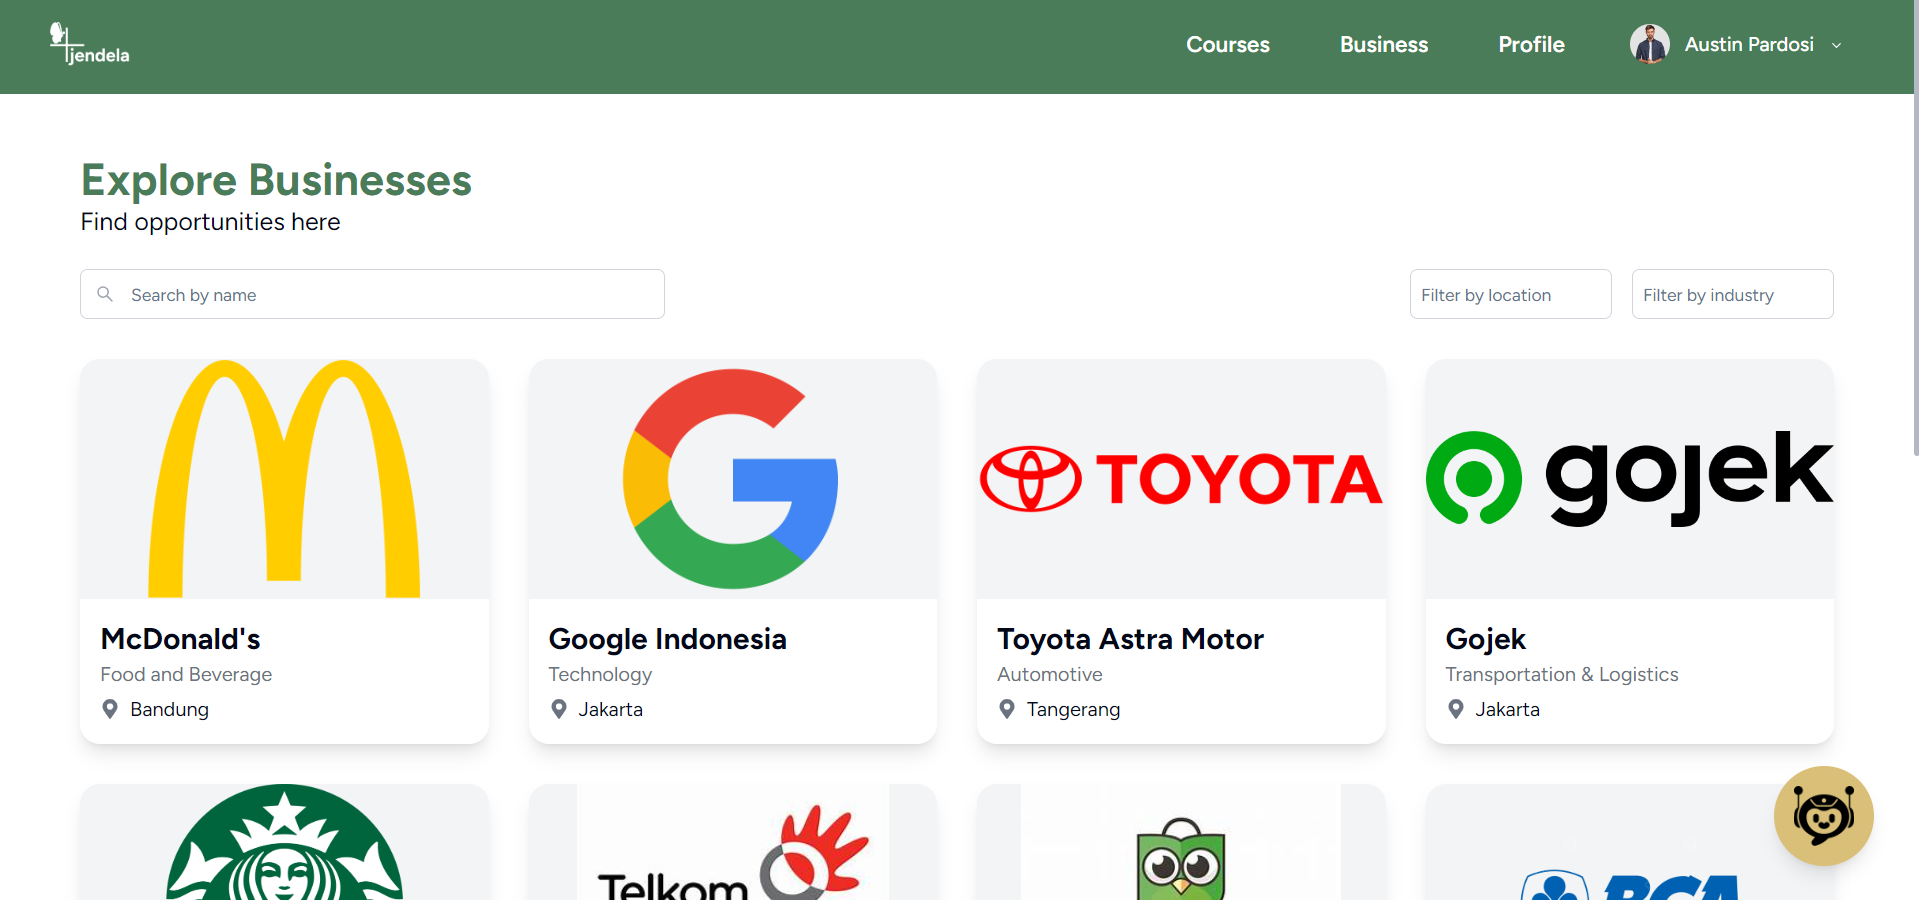 jendela
Courses
Business
Profile
Austin Pardosi
Explore Businesses
Find opportunities here
Search by name
Filter by location
Filter by industry
TOYOTA
gojek
McDonald's
Food and Beverage
Bandung
Google Indonesia
Technology
Jakarta
Toyota Astra Motor
Automotive
Tangerang
Gojek
Transportation & Logistics
Jakarta
Telkom
BCA